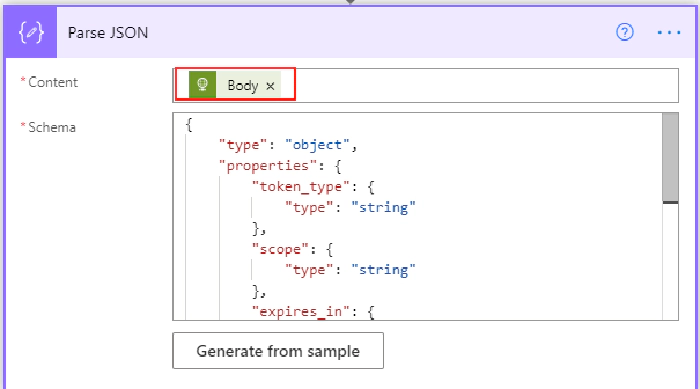 Parse JSON
* Content
Body ×
* Schema
{
"type": "object",
"properties": {
"token_type": {
"type": "string"
},
"scope": {
"type": "string"
},
"expires_in": {
Generate from sample